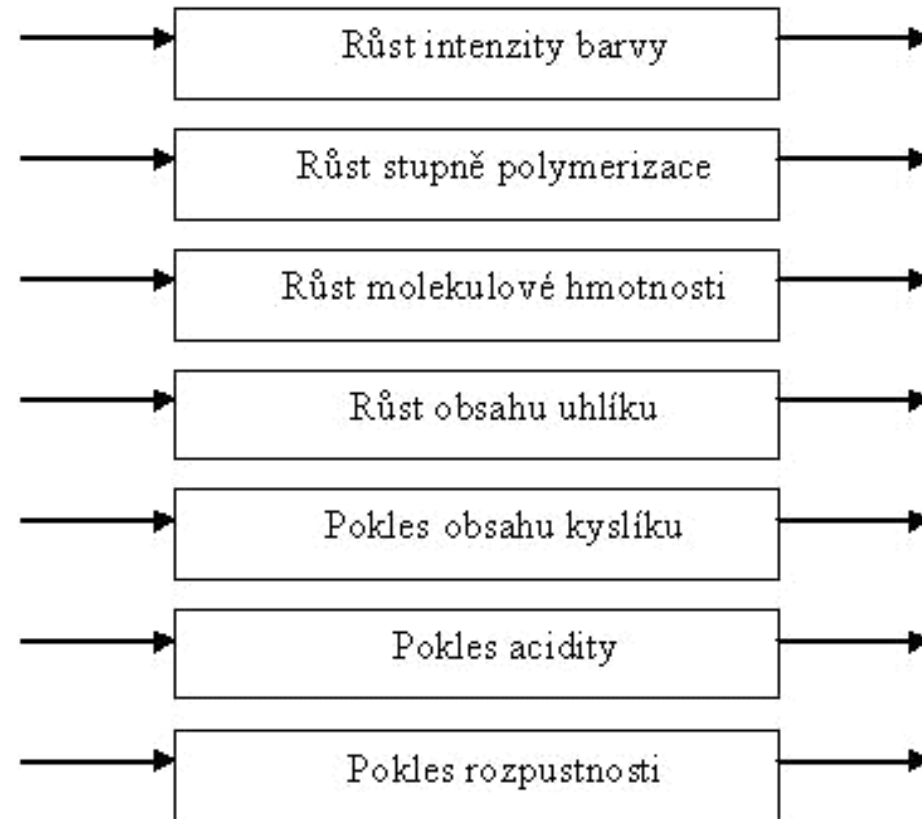 Růst intenzity barvy
Růst stupně polymerizace
Růst molekulové hmotnosti
Růst obsahu uhlíku
Pokles obsahu kyslíku
Pokles acidity
Pokles rozpustnosti